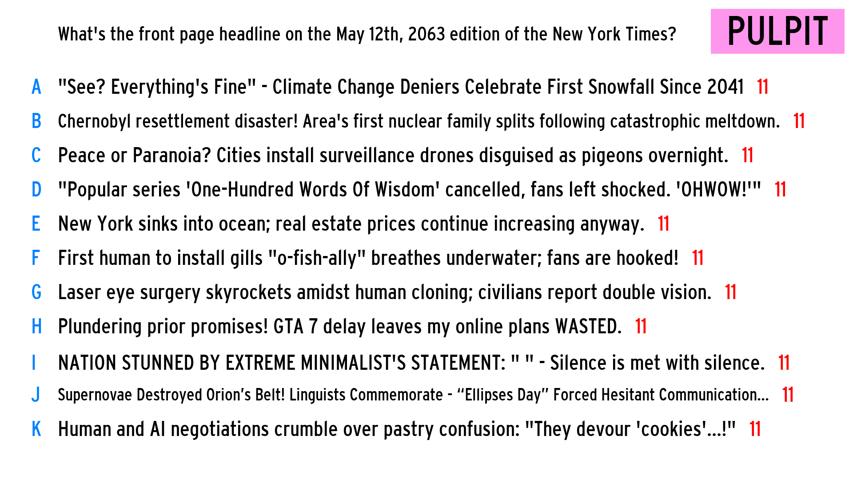 What's the front page headline on the May 12th, 2063 edition of the New York Times?
PULPIT
A "See? Everything's Fine" - Climate Change Deniers Celebrate First Snowfall Since 2041 11
B Chernobyl resettlement disaster! Area's first nuclear family splits following catastrophic meltdown. 11
C Peace or Paranoia? Cities install surveillance drones disguised as pigeons overnight. 11
D "Popular series 'One-Hundred Words Of Wisdom' cancelled, fans left shocked. 'OHWOW!'" 11
E New York sinks into ocean; real estate prices continue increasing anyway. 11
F First human to install gills "o-fish-ally" breathes underwater; fans are hooked! 11
G Laser eye surgery skyrockets amidst human cloning; civilians report double vision. 11
H Plundering prior promises! GTA 7 delay leaves my online plans WASTED. 11
I NATION STUNNED BY EXTREME MINIMALIST'S STATEMENT: " " - Silence is met with silence. 11
J Supernovae Destroyed Orion's Belt! Linguists Commemorate - “Ellipses Day” Forced Hesitant Communication... 11
K Human and AI negotiations crumble over pastry confusion: "They devour 'cookies'...!" 11